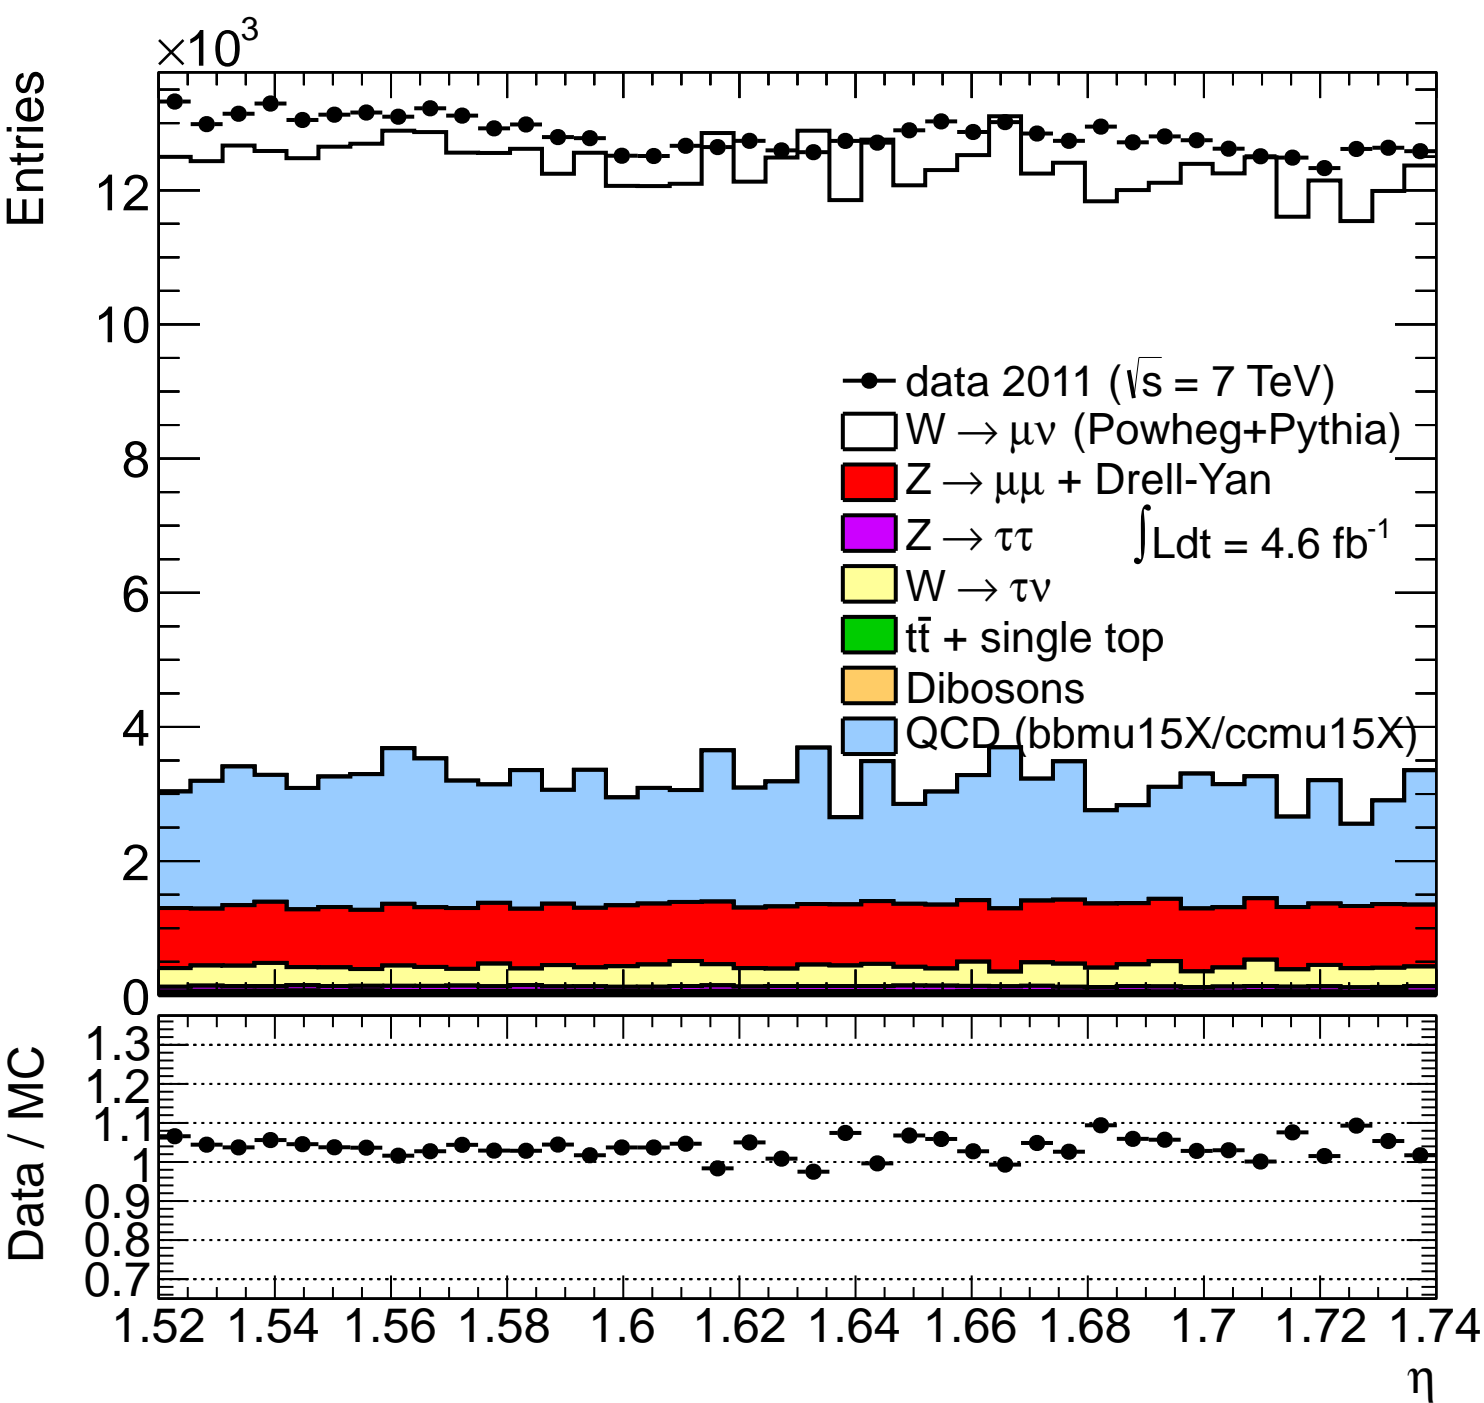 ×10³
Entries
12
10
8
6
4
2
0
data 2011 (√s = 7 TeV)
W → μν (Powheg+Pythia)
Z → μμ + Drell-Yan
Z → ττ
∫Ldt = 4.6 fb⁻¹
W → τν
tt̄ + single top
Dibosons
QCD (bbmu15X/ccmu15X)
Data / MC
1.3
1.2
1.1
1
0.9
0.8
0.7
1.52 1.54 1.56 1.58 1.6 1.62 1.64 1.66 1.68 1.7 1.72 1.74
η